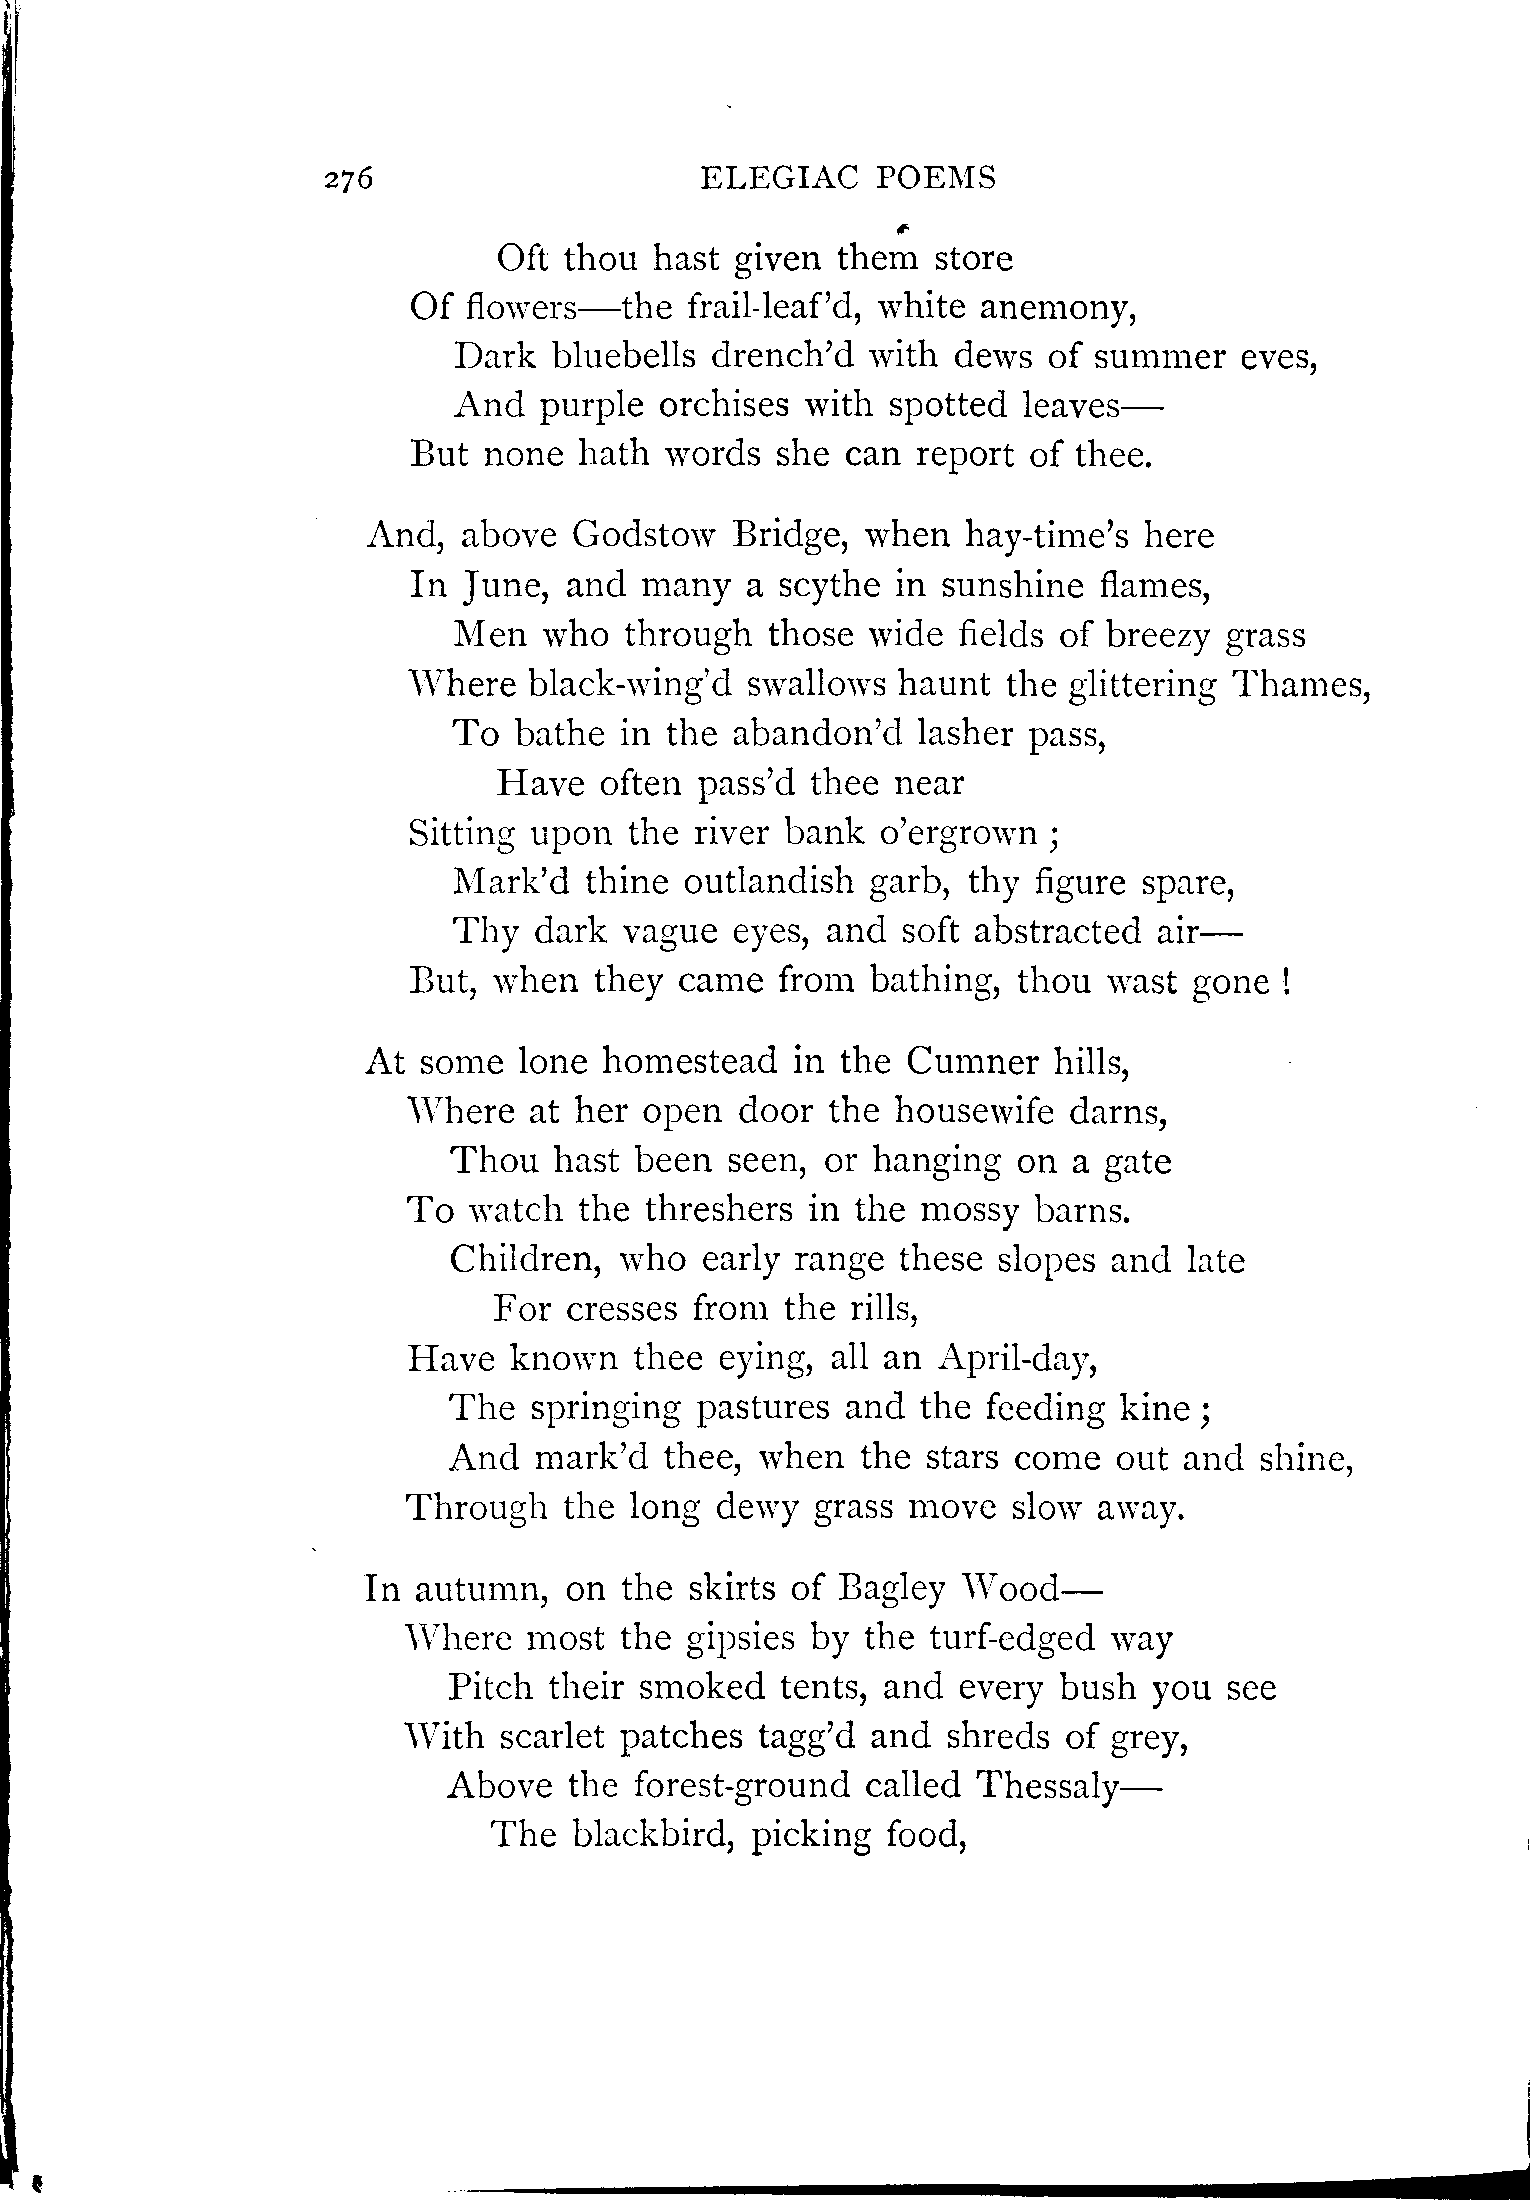 276 ELEGIAC POEMS
Oft thou hast given them store
Of flowers—the frail-leaf'd, white anemony,
Dark bluebells drench'd with dews of summer eves,
And purple orchises with spotted leaves—
But none hath words she can report of thee.
And, above Godstow Bridge, when hay-time's here
In June, and many a scythe in sunshine flames,
Men who through those wide fields of breezy grass
Where black-wing'd swallows haunt the glittering Thames,
To bathe in the abandon'd lasher pass,
Have often pass'd thee near
Sitting upon the river bank o'ergrown ;
Mark'd thine outlandish garb, thy figure spare,
Thy dark vague eyes, and soft abstracted air—
But, when they came from bathing, thou wast gone !
At some lone homestead in the Cumner hills,
Where at her open door the housewife darns,
Thou hast been seen, or hanging on a gate
To watch the threshers in the mossy barns.
Children, who early range these slopes and late
For cresses from the rills,
Have known thee eying, all an April-day,
The springing pastures and the feeding kine ;
And mark'd thee, when the stars come out and shine,
Through the long dewy grass move slow away.
In autumn, on the skirts of Bagley Wood—
Where most the gipsies by the turf-edged way
Pitch their smoked tents, and every bush you see
With scarlet patches tagg'd and shreds of grey,
Above the forest-ground called Thessaly—
The blackbird, picking food,